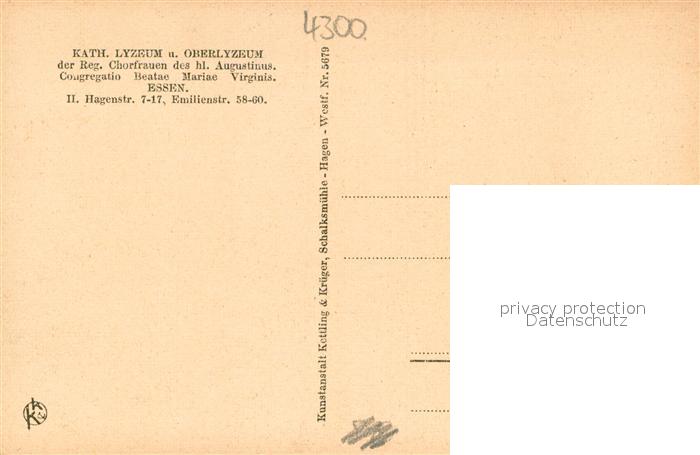 4300
KATH. LYZEUM u. OBERLYZEUM
der Reg. Chorfrauen des hl. Augustinus.
Congregatio Beatae Mariae Virginis.
ESSEN.
II. Hagenstr. 7-17, Emilienstr. 58-60.
Kunstanstalt Kettling & Krüger, Schalksmühle - Hagen - Westf. Nr. 5679
privacy protection
Datenschutz